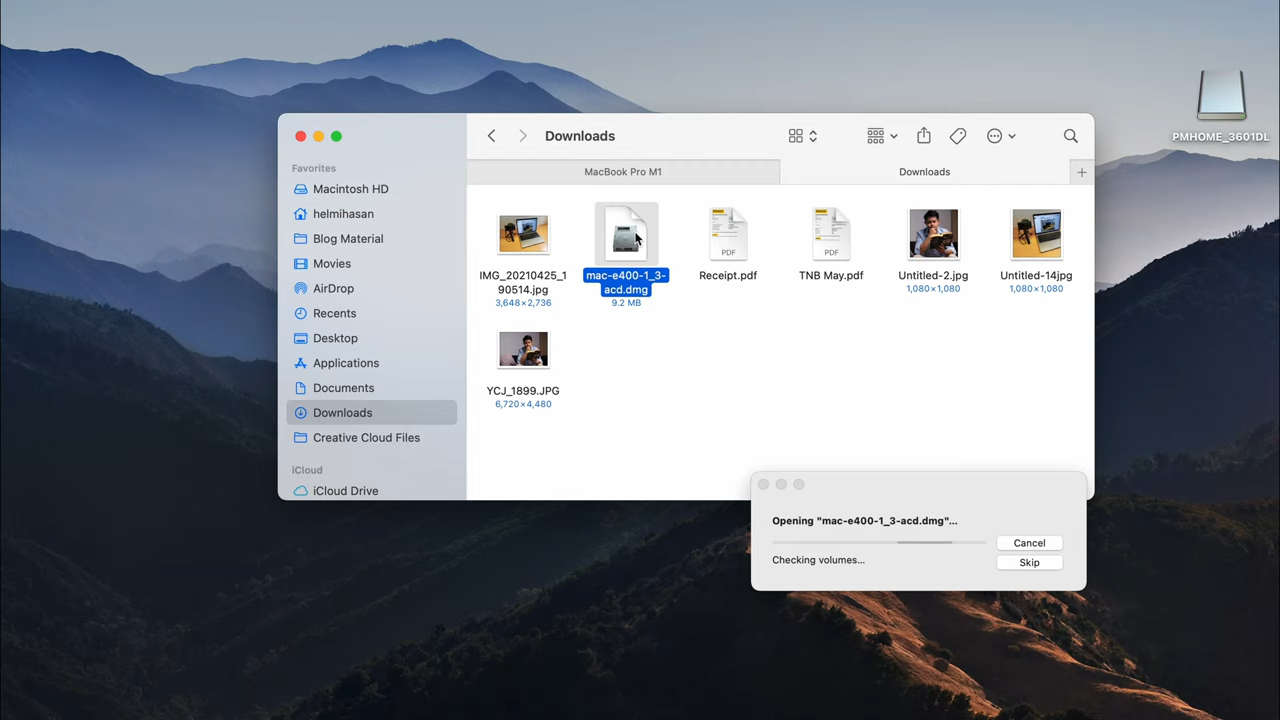 Downloads
PMHOME_3601DL
Favorites
Macintosh HD
helmihasan
Blog Material
Movies
AirDrop
Recents
Desktop
Applications
Documents
Downloads
Creative Cloud Files
iCloud
iCloud Drive
MacBook Pro M1
Downloads
IMG_20210425_1
90514.jpg
3,648×2,736
mac-e400-1_3-
acd.dmg
9.2 MB
PDF
Receipt.pdf
PDF
TNB May.pdf
Untitled-2.jpg
1,080×1,080
Untitled-14jpg
1,080×1,080
YCJ_1899.JPG
6,720×4,480
Opening "mac-e400-1_3-acd.dmg"...
Checking volumes...
Cancel
Skip